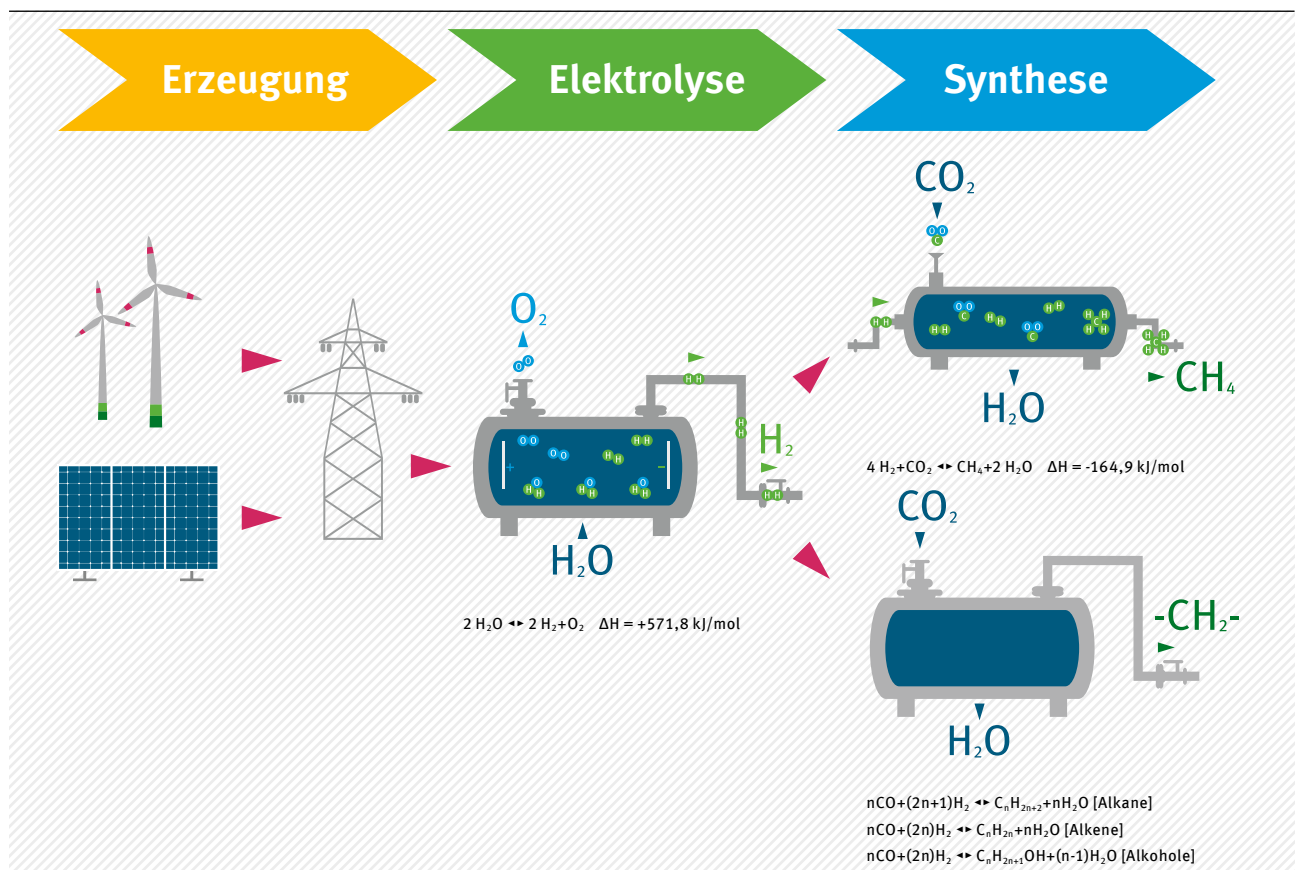 Erzeugung
Elektrolyse
Synthese
O₂
H₂O
H₂
2 H₂O ◂▸ 2 H₂+O₂ ΔH = +571,8 kJ/mol
CO₂
H₂O
CH₄
4 H₂+CO₂ ◂▸ CH₄+2 H₂O ΔH = -164,9 kJ/mol
CO₂
-CH₂-
H₂O
nCO+(2n+1)H₂ ◂▸ CₙH₂ₙ₊₂+nH₂O [Alkane]
nCO+(2n)H₂ ◂▸ CₙH₂ₙ+nH₂O [Alkene]
nCO+(2n)H₂ ◂▸ CₙH₂ₙ₊₁OH+(n-1)H₂O [Alkohole]